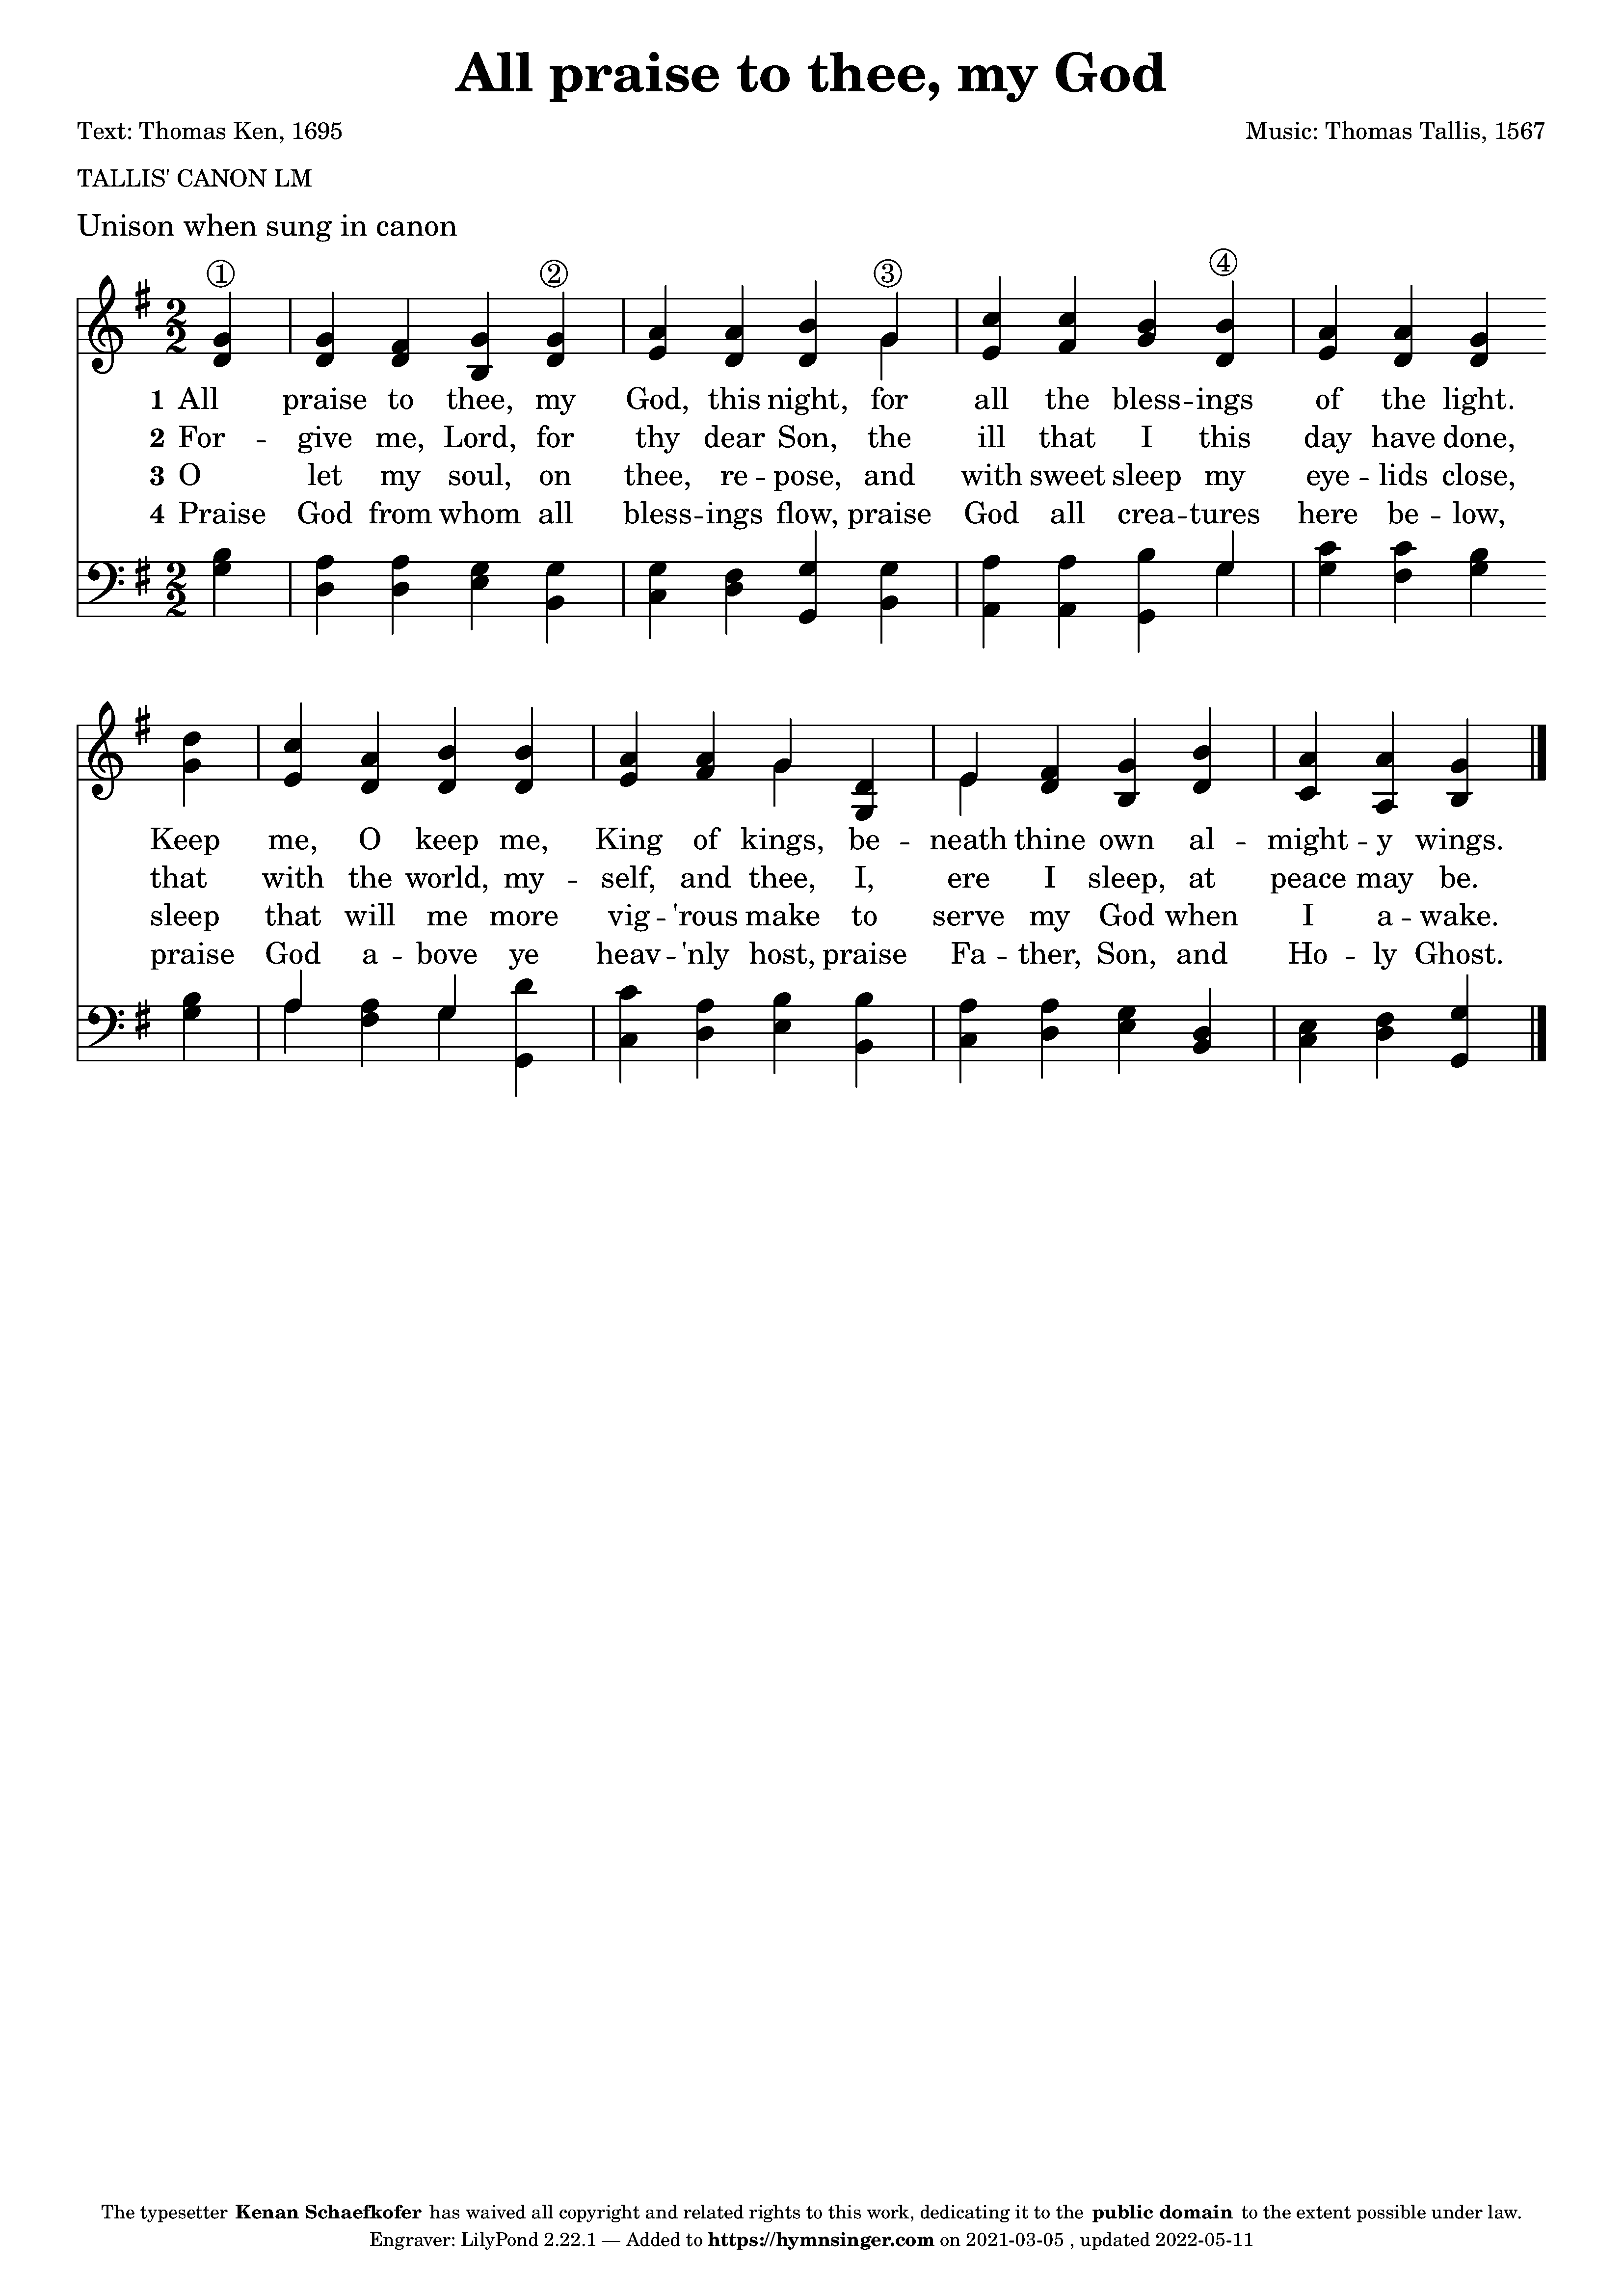 All praise to thee, my God
Text: Thomas Ken, 1695 Music: Thomas Tallis, 1567
TALLIS' CANON LM
Unison when sung in canon
1 2 3 4
2 2
1 All praise to thee, my God, this night, for all the bless -- ings of the light.
2 For -- give me, Lord, for thy dear Son, the ill that I this day have done,
3 O let my soul, on thee, re -- pose, and with sweet sleep my eye -- lids close,
4 Praise God from whom all bless -- ings flow, praise God all crea -- tures here be -- low,
2 2
Keep me, O keep me, King of kings, be -- neath thine own al -- might -- y wings.
that with the world, my -- self, and thee, I, ere I sleep, at peace may be.
sleep that will me more vig -- 'rous make to serve my God when I a -- wake.
praise God a -- bove ye heav -- 'nly host, praise Fa -- ther, Son, and Ho -- ly Ghost.
The typesetter Kenan Schaefkofer has waived all copyright and related rights to this work, dedicating it to the public domain to the extent possible under law.
Engraver: LilyPond 2.22.1 — Added to https://hymnsinger.com on 2021-03-05 , updated 2022-05-11